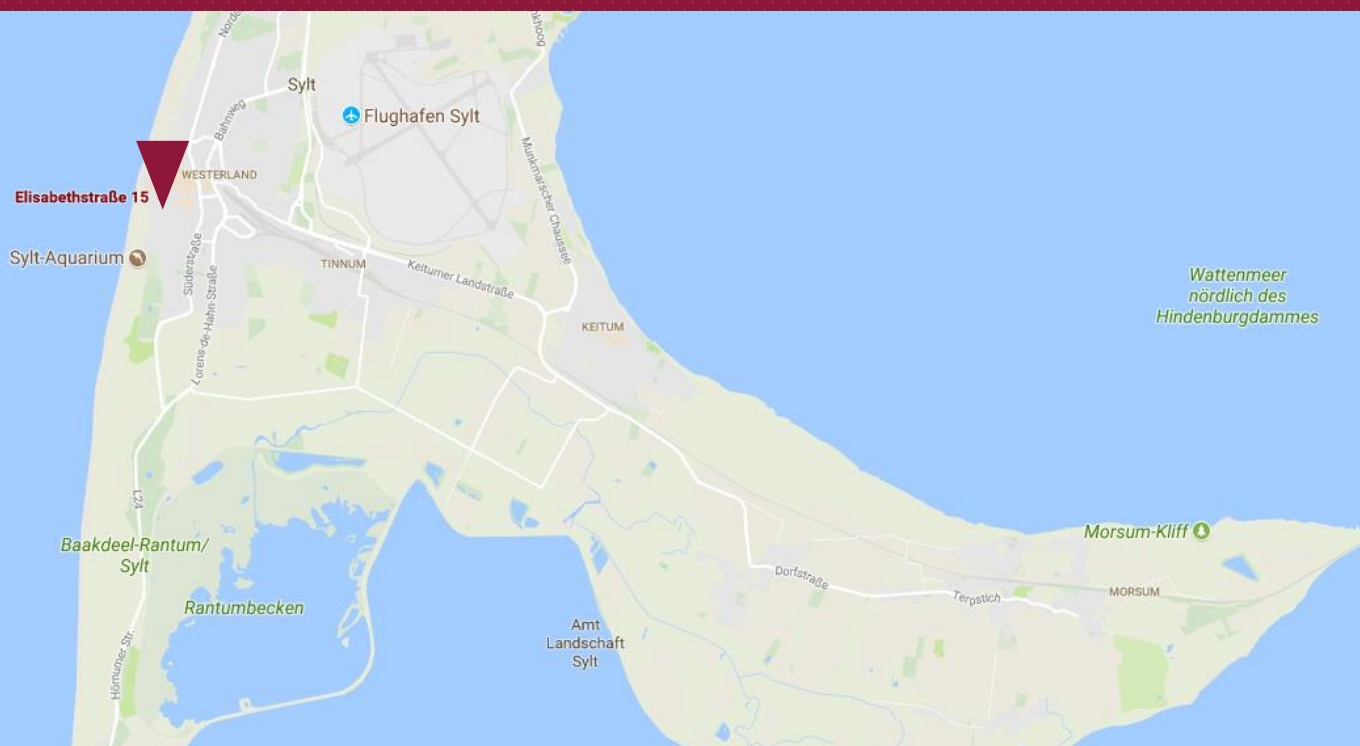 Norde
nkhoog
Sylt
Bahnweg
Flughafen Sylt
WESTERLAND
Munkmarscher Chaussee
Elisabethstraße 15
Sylt-Aquarium
Süderstraße
TINNUM
Keitumer Landstraße
Lorens-de-Hahn-Straße
KEITUM
Wattenmeer
nördlich des
Hindenburgdammes
L24
Baakdeel-Rantum/
Sylt
Rantumbecken
Hörnumer Str.
Amt
Landschaft
Sylt
Dorfstraße
Terpstich
Morsum-Kliff
MORSUM